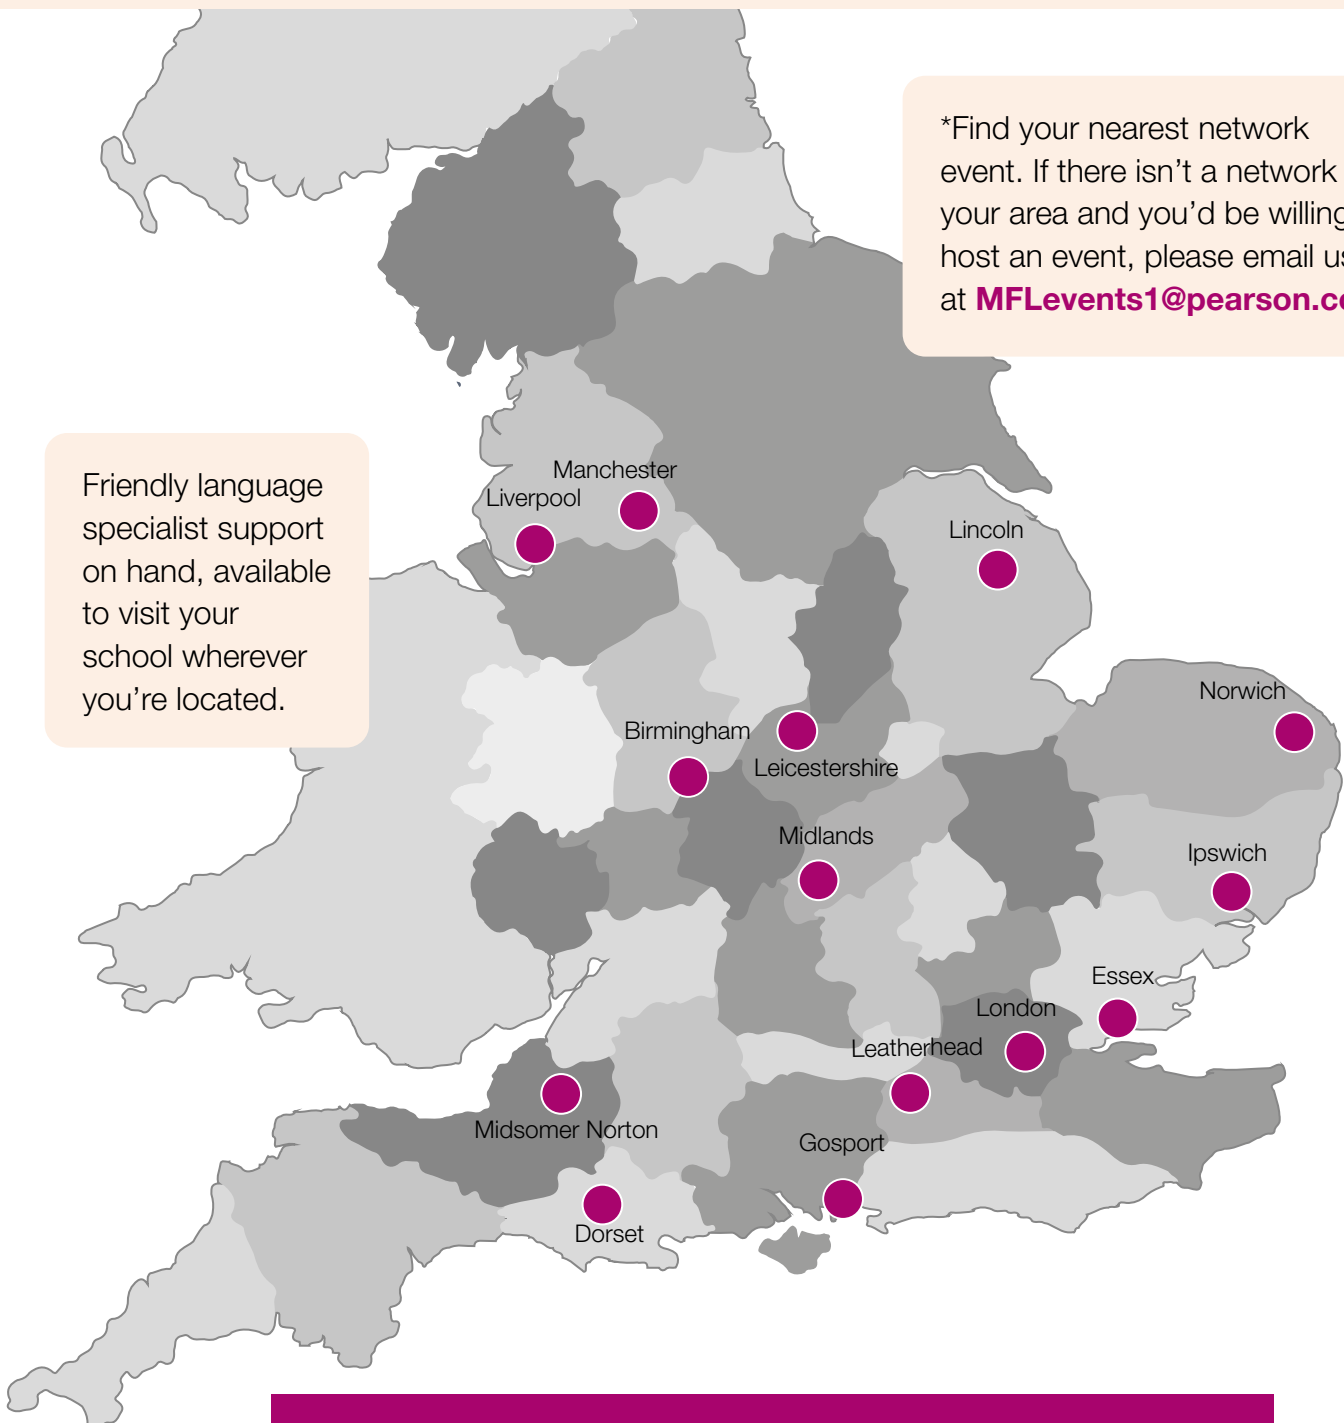 *Find your nearest network
event. If there isn't a network
your area and you'd be willing
host an event, please email us
at MFLevents1@pearson.co
Friendly language
specialist support
on hand, available
to visit your
school wherever
you're located.
Manchester
Liverpool
Lincoln
Norwich
Birmingham
Leicestershire
Midlands
Ipswich
Essex
London
Leatherhead
Midsomer Norton
Gosport
Dorset